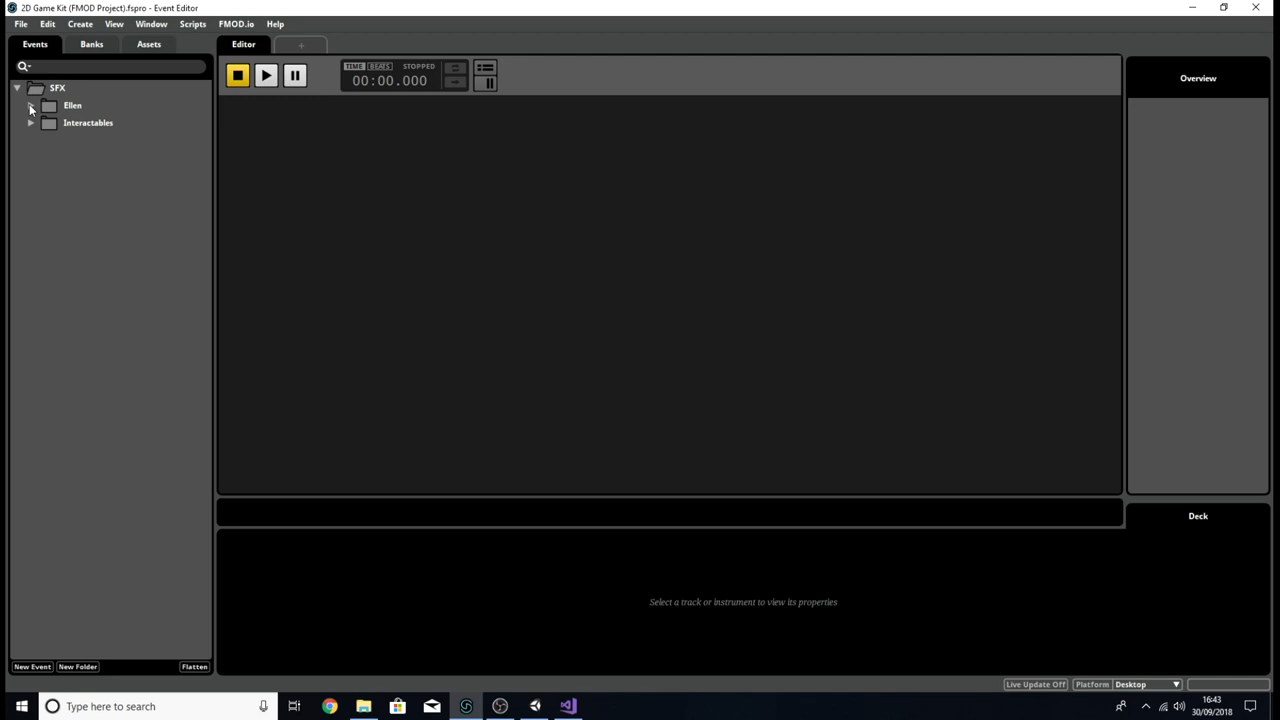 2D Game Kit (FMOD Project).fspro - Event Editor
File Edit Create View Window Scripts FMOD.io Help
Events Banks Assets Editor +
TIME BEATS STOPPED
00:00.000
Overview
SFX
Ellen
Interactables
Deck
Select a track or instrument to view its properties
New Event New Folder Flatten
Live Update Off Platform Desktop
Type here to search
16:43
30/09/2018